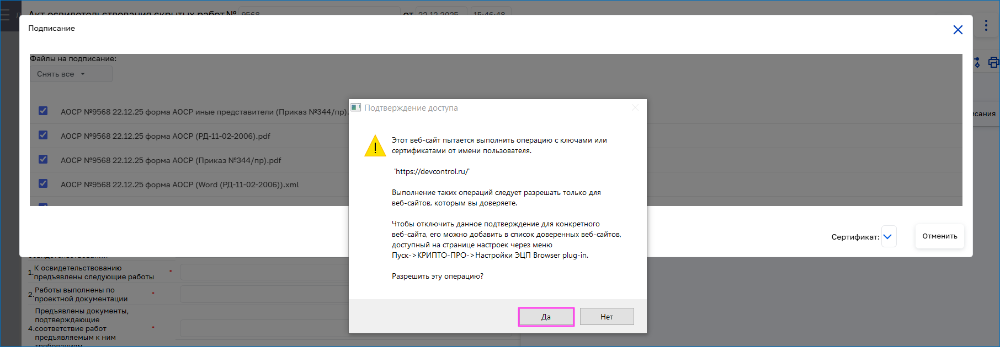 Акт освидетельствования скрытых работ № 9568 от 22.12.2025 15:46:48
Подписание
Файлы на подписание:
Снять все
АОСР №9568 22.12.25 форма АОСР иные представители (Приказ №344/пр).
АОСР №9568 22.12.25 форма АОСР (РД-11-02-2006).pdf
АОСР №9568 22.12.25 форма АОСР (Приказ №344/пр).pdf
АОСР №9568 22.12.25 форма АОСР (Word (РД-11-02-2006)).xml
Подтверждение доступа
Этот веб-сайт пытается выполнить операцию с ключами или
сертификатами от имени пользователя.
'https://devcontrol.ru/'
Выполнение таких операций следует разрешать только для
веб-сайтов, которым вы доверяете.
Чтобы отключить данное подтверждение для конкретного
веб-сайта, его можно добавить в список доверенных веб-сайтов,
доступный на странице настроек через меню
Пуск->КРИПТО-ПРО->Настройки ЭЦП Browser plug-in.
Разрешить эту операцию?
Да
Нет
исания
Сертификат:
Отменить
1. К освидетельствованию
предъявлены следующие работы *
2. Работы выполнены по
проектной документации *
4. Предъявлены документы,
подтверждающие
соответствие работ *
предъявляемым к ним
требованиям